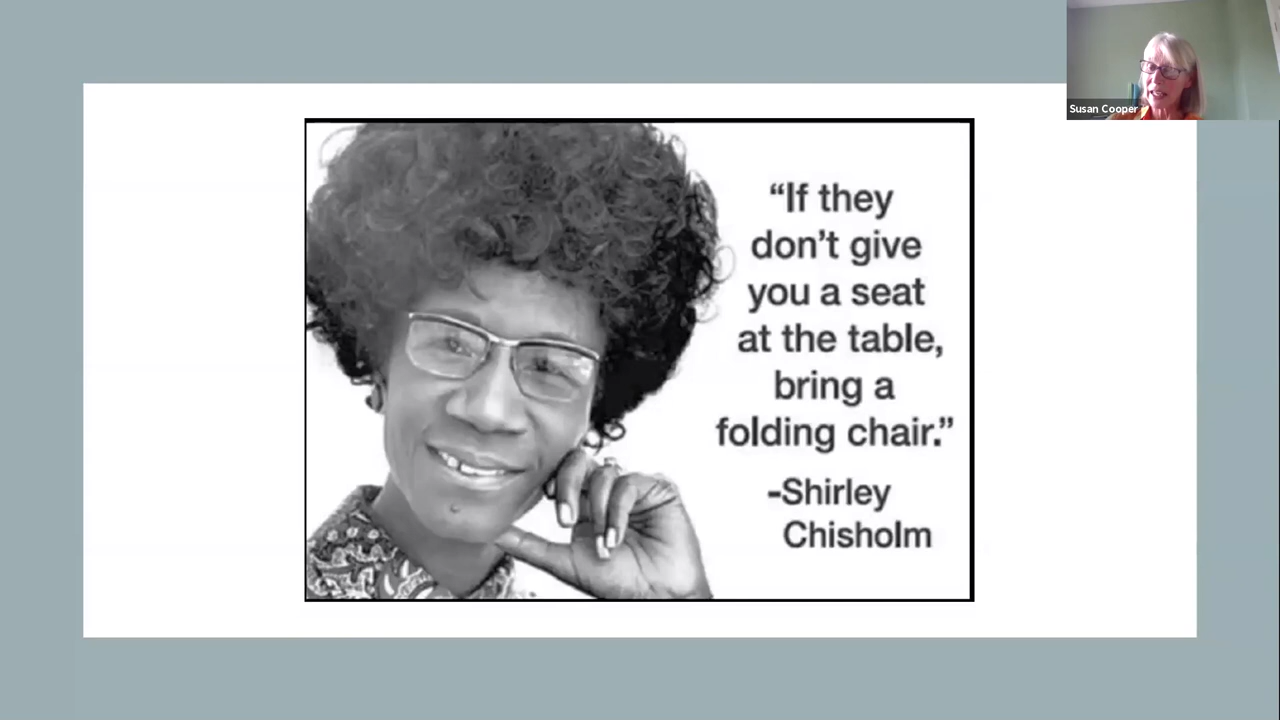 Susan Cooper
“If they
don’t give
you a seat
at the table,
bring a
folding chair.”
-Shirley
Chisholm